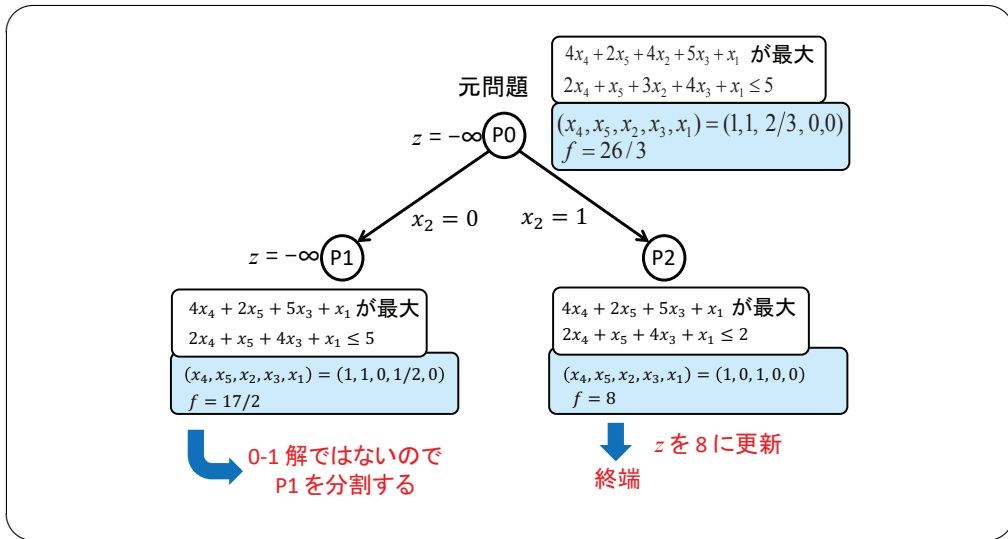 4x₄+2x₅+4x₂+5x₃+x₁ が最大
2x₄+x₅+3x₂+4x₃+x₁≤5
元問題
(x₄,x₅,x₂,x₃,x₁)=(1,1, 2/3, 0,0)
f=26/3
z = −∞
P0
x₂ = 0
x₂ = 1
z = −∞
P1
P2
4x₄ + 2x₅ + 5x₃ + x₁ が最大
2x₄ + x₅ + 4x₃ + x₁ ≤ 5
(x₄, x₅, x₂, x₃, x₁) = (1, 1, 0, 1/2, 0)
f = 17/2
4x₄ + 2x₅ + 5x₃ + x₁ が最大
2x₄ + x₅ + 4x₃ + x₁ ≤ 2
(x₄, x₅, x₂, x₃, x₁) = (1, 0, 1, 0, 0)
f = 8
0-1 解ではないので
P1 を分割する
z を 8 に更新
終端